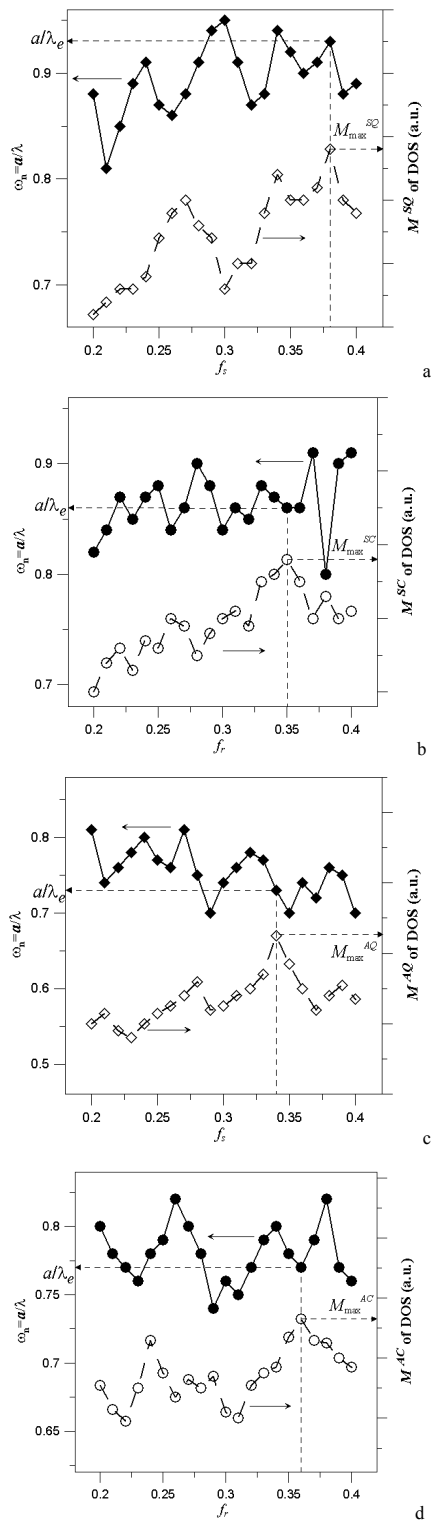 a/λe
0.9
0.8
0.7
ωn=a/λ
Mmax SQ
M SQ of DOS (a.u.)
0.2 0.25 0.3 0.35 0.4
fs
a
0.9
a/λe
0.8
0.7
ωn=a/λ
Mmax SC
M SC of DOS (a.u.)
0.2 0.25 0.3 0.35 0.4
fr
b
0.8
a/λe
0.7
0.6
0.5
ωn=a/λ
Mmax AQ
M AQ of DOS (a.u.)
0.2 0.25 0.3 0.35 0.4
fs
c
0.8
a/λe
0.75
0.7
0.65
ωn=a/λ
Mmax AC
M AC of DOS (a.u.)
0.2 0.25 0.3 0.35 0.4
fr
d